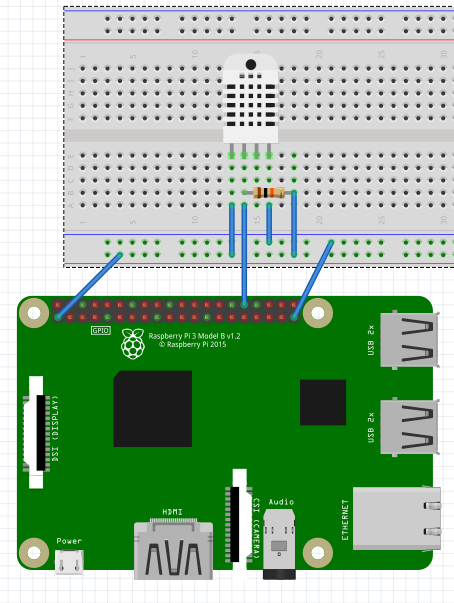 1 5 10 15 20 25 30
J
I
H
G
F
E
D
C
B
A
1 5 10 15 20 25 30
GPIO
Raspberry Pi 3 Model B v1.2
© Raspberry Pi 2015
DSI (DISPLAY)
USB 2x
USB 2x
Power
HDMI
CSI (CAMERA)
Audio
ETHERNET